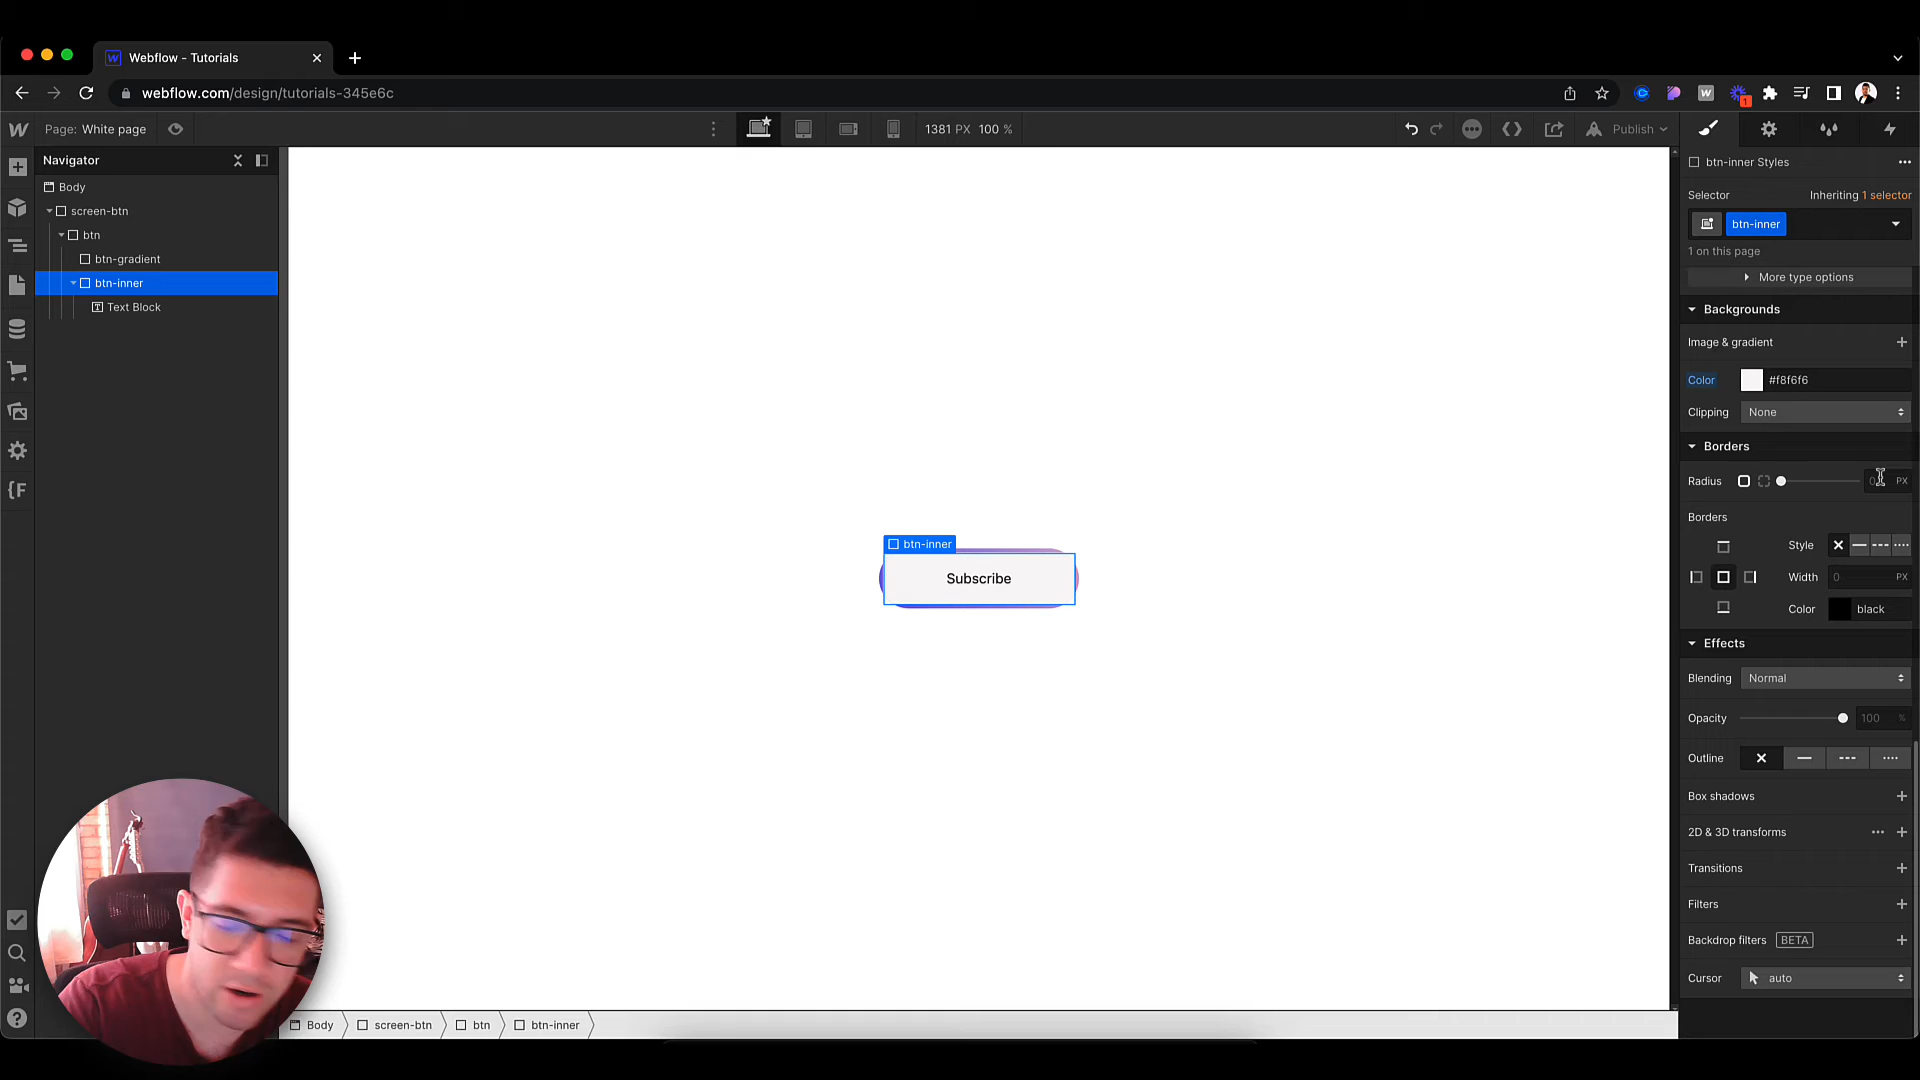 Webflow - Tutorials
webflow.com/design/tutorials-345e6c
1
Page: White page
1381 PX 100 %
Publish
Navigator
Body
screen-btn
btn
btn-gradient
btn-inner
Text Block
btn-inner
Subscribe
btn-inner Styles
Selector
Inheriting 1 selector
btn-inner
1 on this page
More type options
Backgrounds
Image & gradient
Color
#f8f6f6
Clipping
None
Borders
Radius
0
PX
Borders
Style
Width
0
PX
Color
black
Effects
Blending
Normal
Opacity
100
%
Outline
Box shadows
2D & 3D transforms
Transitions
Filters
Backdrop filters
BETA
Cursor
auto
Body
screen-btn
btn
btn-inner